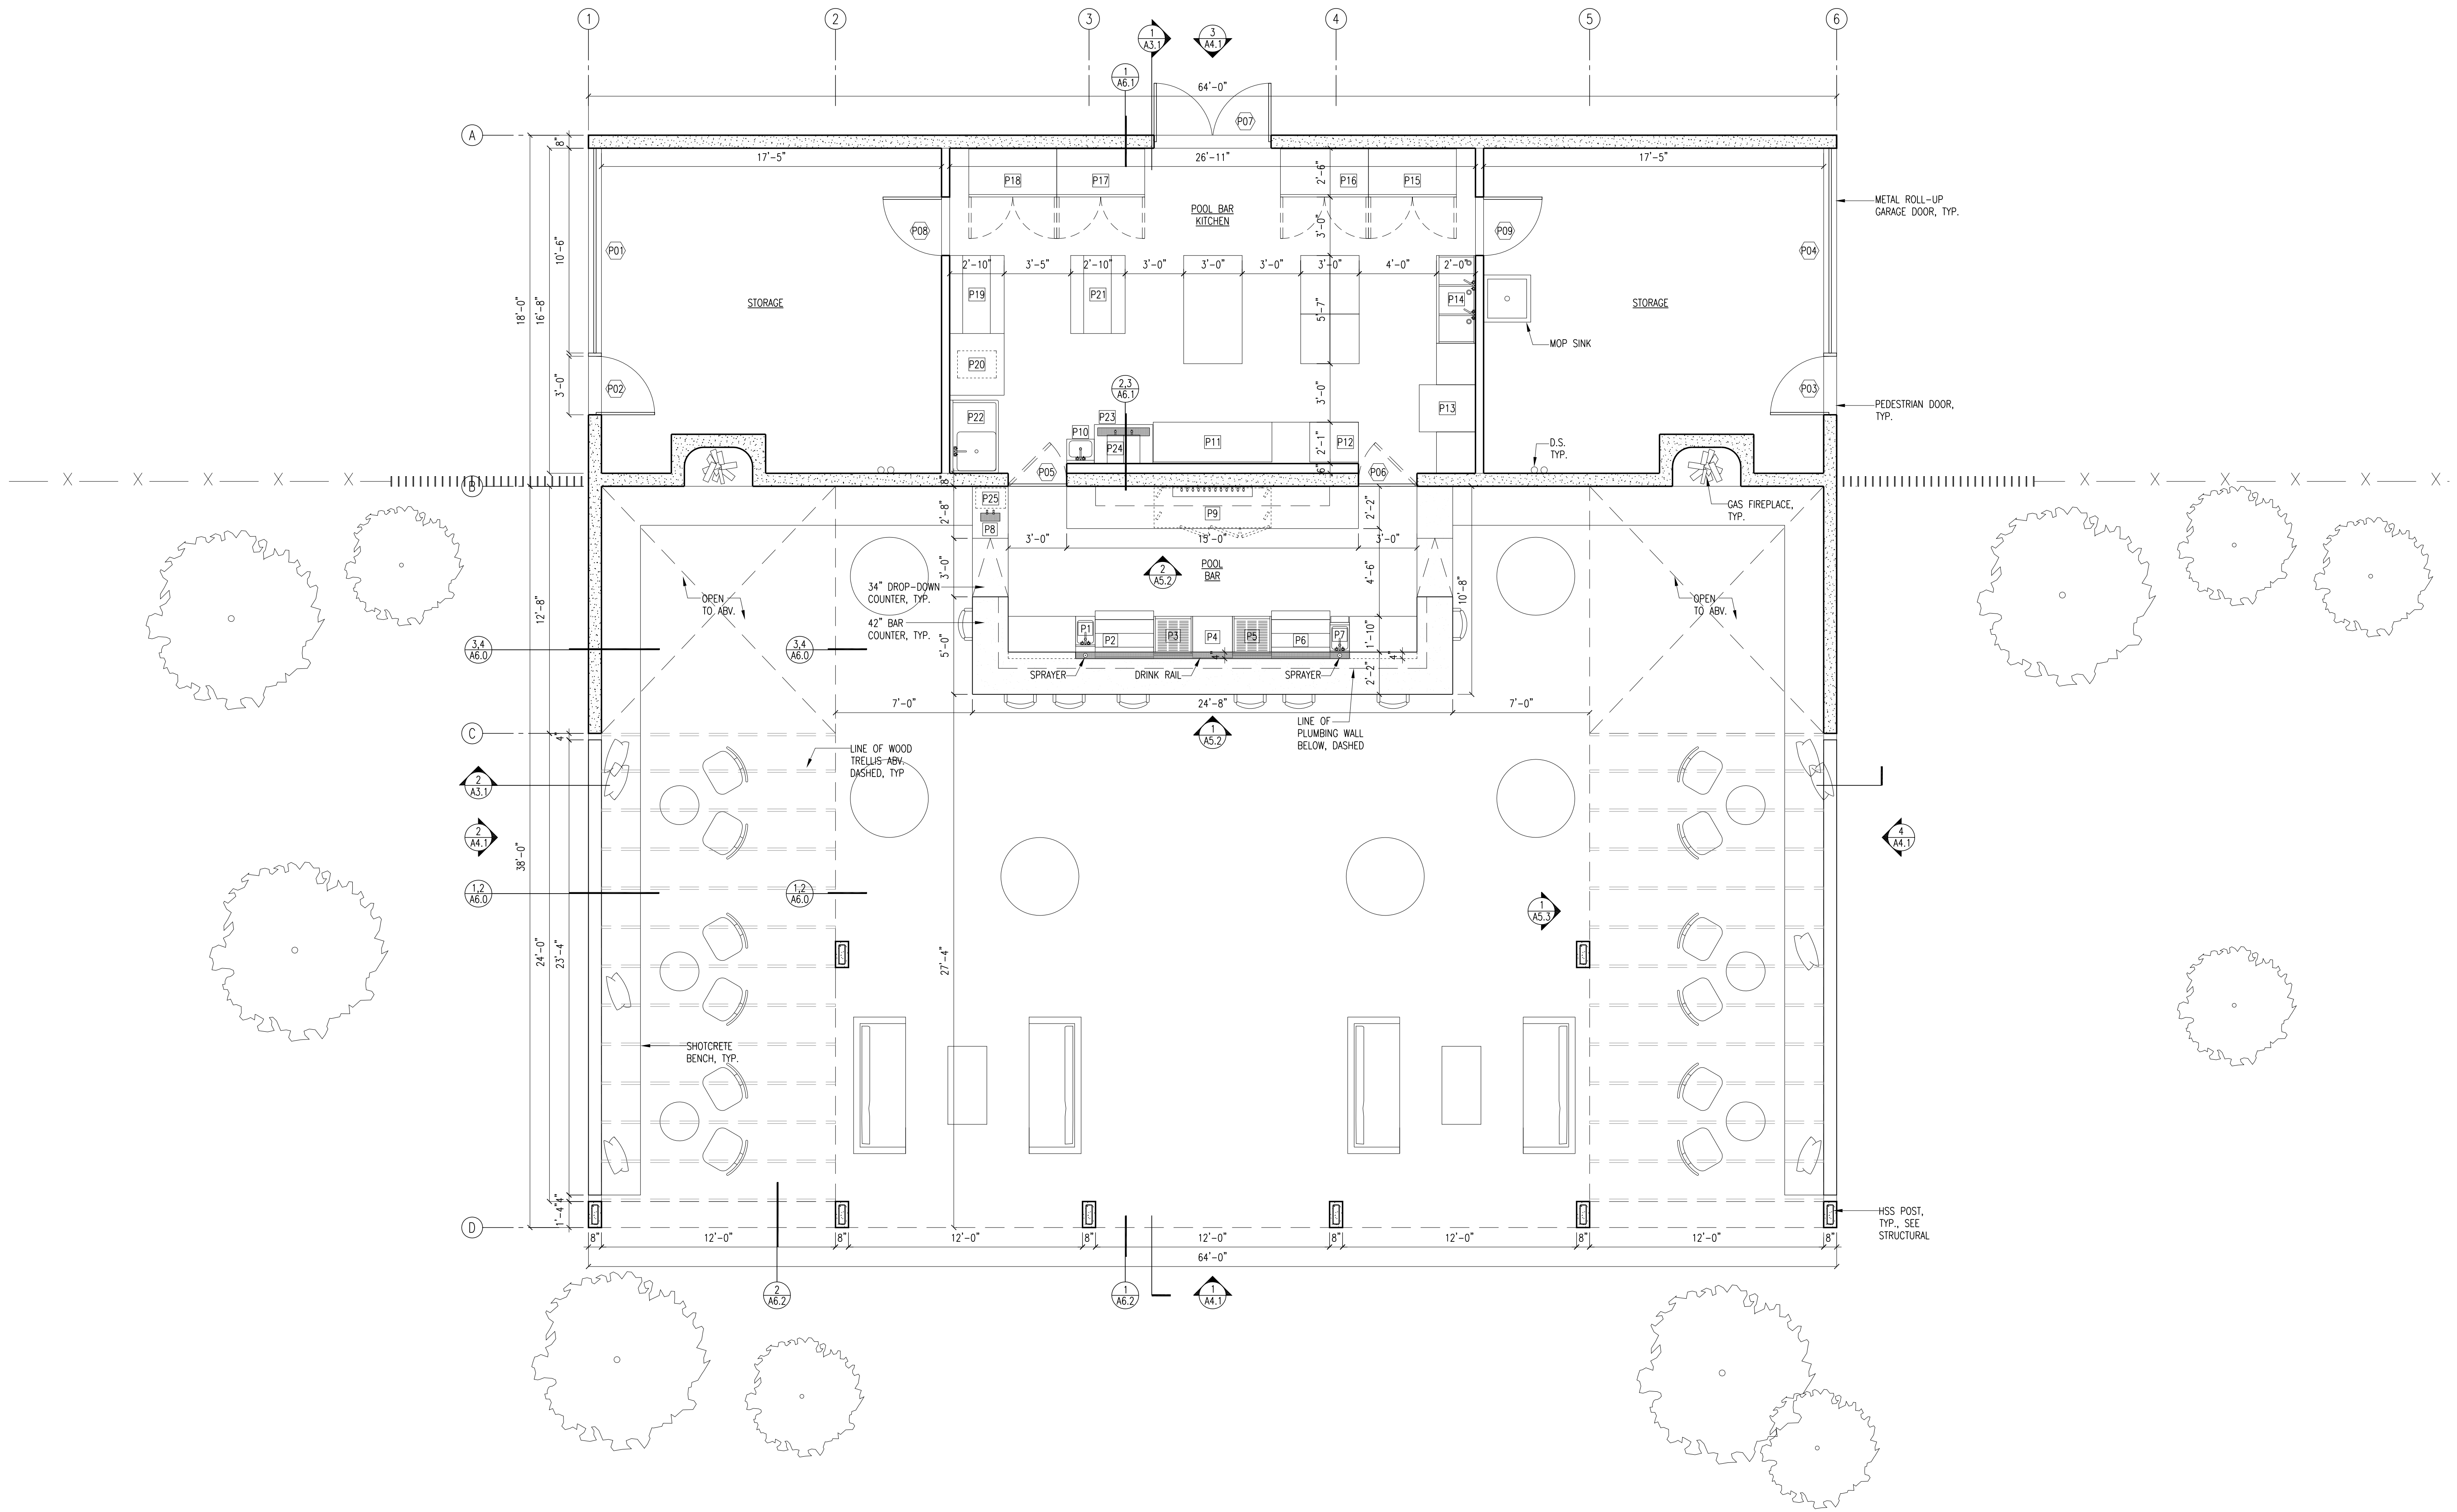 1
2
3
4
5
6
1
A3.1
3
A4.1
1
A6.1
64'-0"
P07
A
8"
17'-5"
26'-11"
17'-5"
P18
P17
2'-6"
P16
P15
METAL ROLL-UP
GARAGE DOOR, TYP.
POOL BAR
KITCHEN
P01
10'-6"
P08
3'-0"
P09
P04
2'-10"
3'-5"
2'-10"
3'-0"
3'-0"
3'-0"
3'-0"
4'-0"
2'-0"
P19
P21
P14
18'-0"
16'-8"
STORAGE
5'-7"
STORAGE
MOP SINK
P20
P02
3'-0"
2,3
A6.1
3'-0"
P13
P03
PEDESTRIAN DOOR,
TYP.
P22
P23
P10
P24
P11
P12
2'-1"
D.S.
TYP.
P05
6"
P06
B
8"
P25
P8
2'-8"
P9
2'-2"
GAS FIREPLACE,
TYP.
3'-0"
15'-0"
3'-0"
POOL
BAR
2
A5.2
3'-0"
4'-6"
10'-8"
34" DROP-DOWN
COUNTER, TYP.
OPEN
TO ABV.
OPEN
TO ABV.
12'-8"
42" BAR
COUNTER, TYP.
P1
P2
P3
P4
P5
P6
P7
1'-10"
3,4
A6.0
3,4
A6.0
5'-0"
4"
4"
SPRAYER
DRINK RAIL
SPRAYER
2'-2"
7'-0"
24'-8"
7'-0"
LINE OF
PLUMBING WALL
BELOW, DASHED
1
A5.2
C
4"
LINE OF WOOD
TRELLIS ABV.
DASHED, TYP
2
A3.1
2
A4.1
4
A4.1
38'-0"
1,2
A6.0
1,2
A6.0
1
A5.3
24'-0"
23'-4"
27'-4"
SHOTCRETE
BENCH, TYP.
4"
1'-4"
D
HSS POST,
TYP., SEE
STRUCTURAL
8"
12'-0"
8"
12'-0"
8"
12'-0"
8"
12'-0"
8"
12'-0"
8"
64'-0"
2
A6.2
1
A6.2
1
A4.1